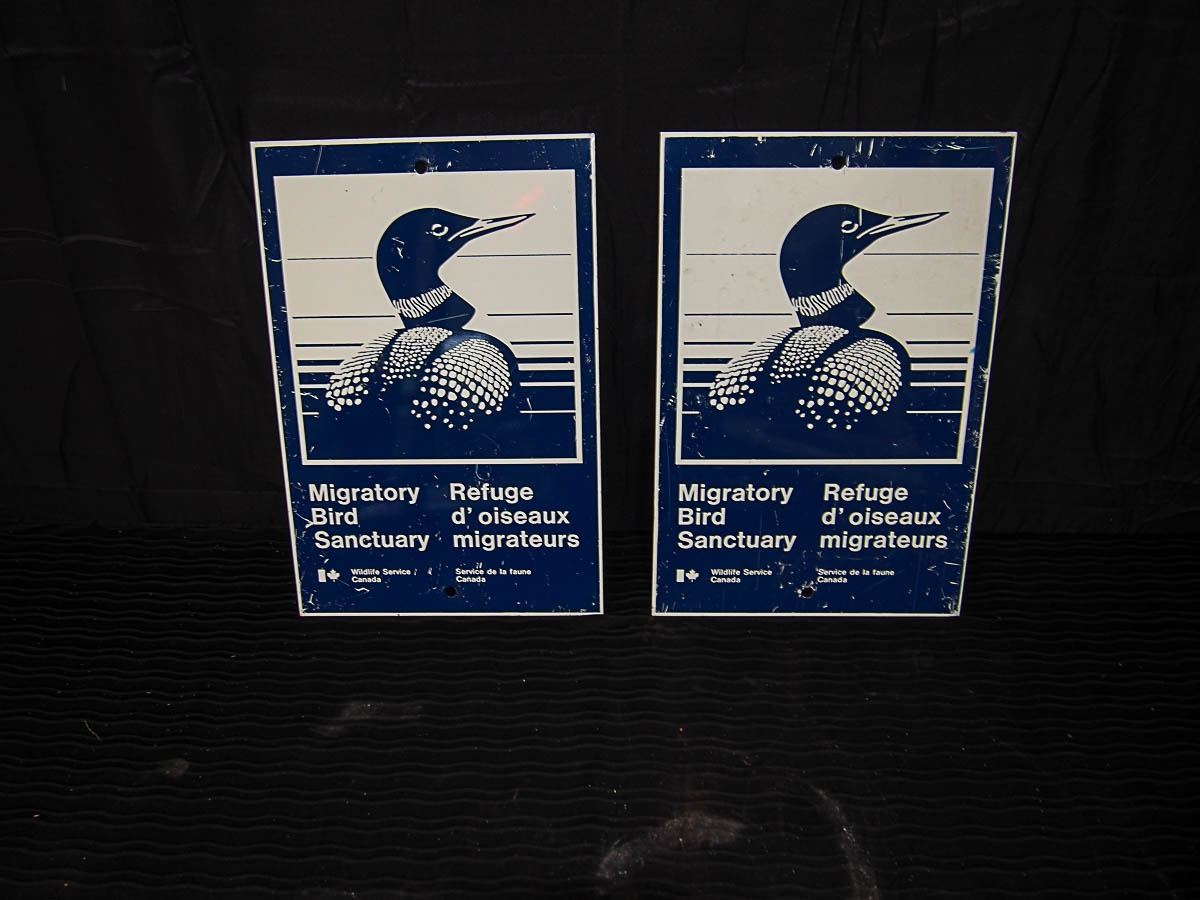 Migratory
Bird
Sanctuary
Refuge
d' oiseaux
migrateurs
Wildlife Service
Canada
Service de la faune
Canada
Migratory
Bird
Sanctuary
Refuge
d' oiseaux
migrateurs
Wildlife Service
Canada
Service de la faune
Canada